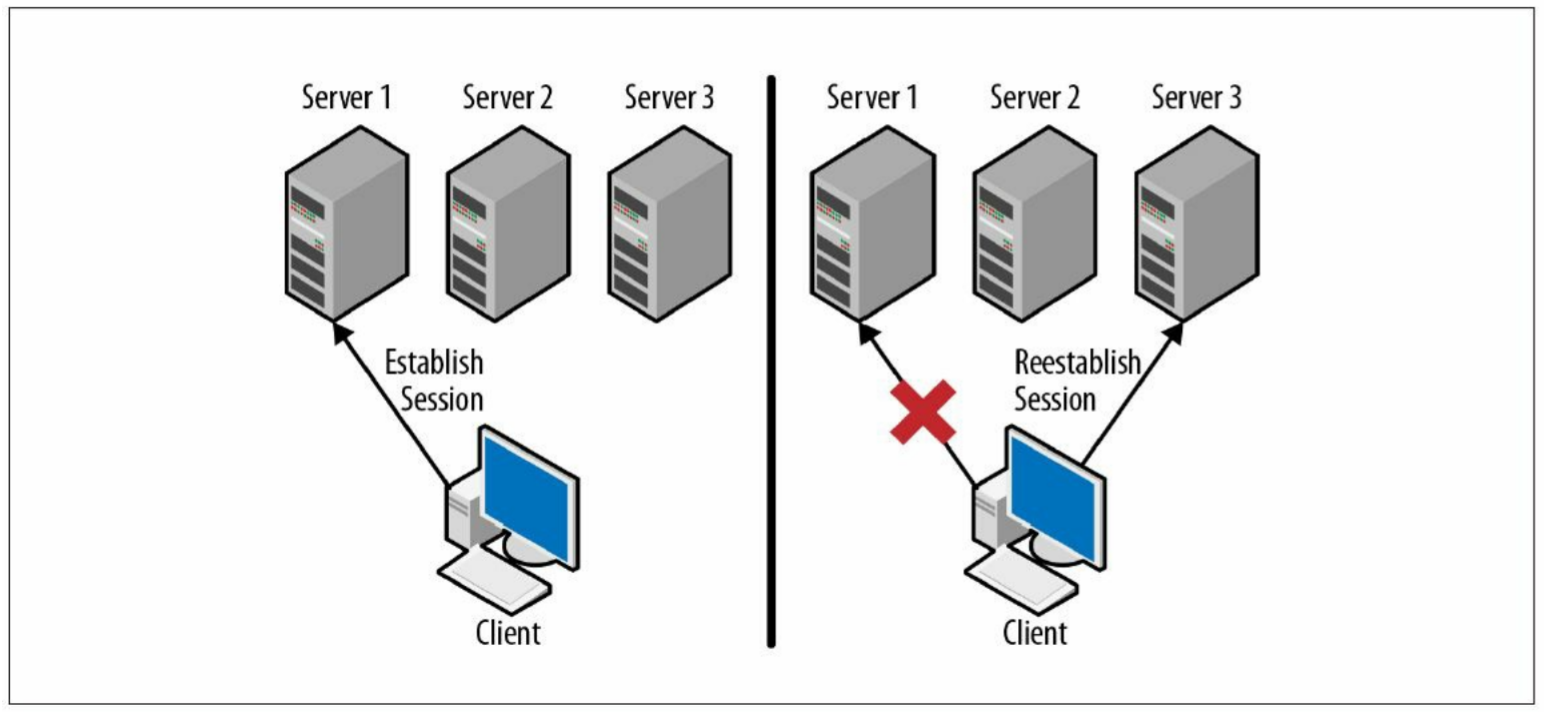 Server 1
Server 2
Server 3
Establish
Session
Client
Server 1
Server 2
Server 3
Reestablish
Session
Client